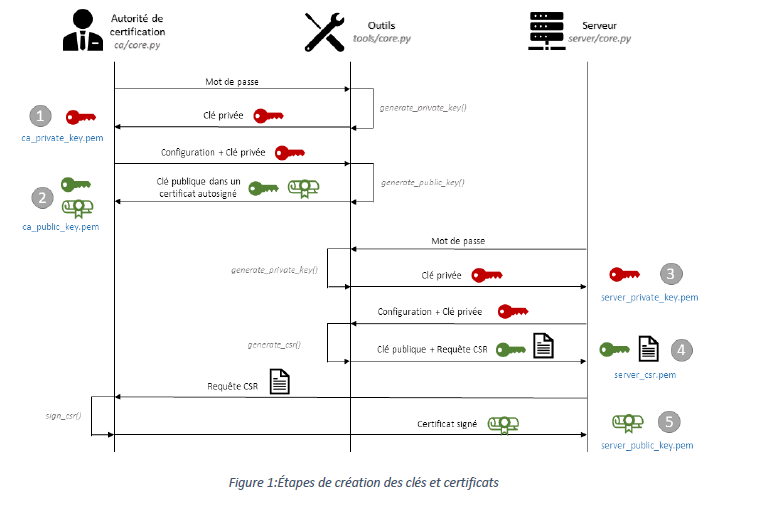 Autorité de
certification
ca/core.py
Outils
tools/core.py
Serveur
server/core.py
Mot de passe
generate_private_key()
1
Clé privée
ca_private_key.pem
Configuration + Clé privée
generate_public_key()
2
Clé publique dans un
certificat autosigné
ca_public_key.pem
Mot de passe
generate_private_key()
Clé privée
3
server_private_key.pem
Configuration + Clé privée
generate_csr()
Clé publique + Requête CSR
4
server_csr.pem
Requête CSR
sign_csr()
Certificat signé
5
server_public_key.pem
Figure 1:Étapes de création des clés et certificats